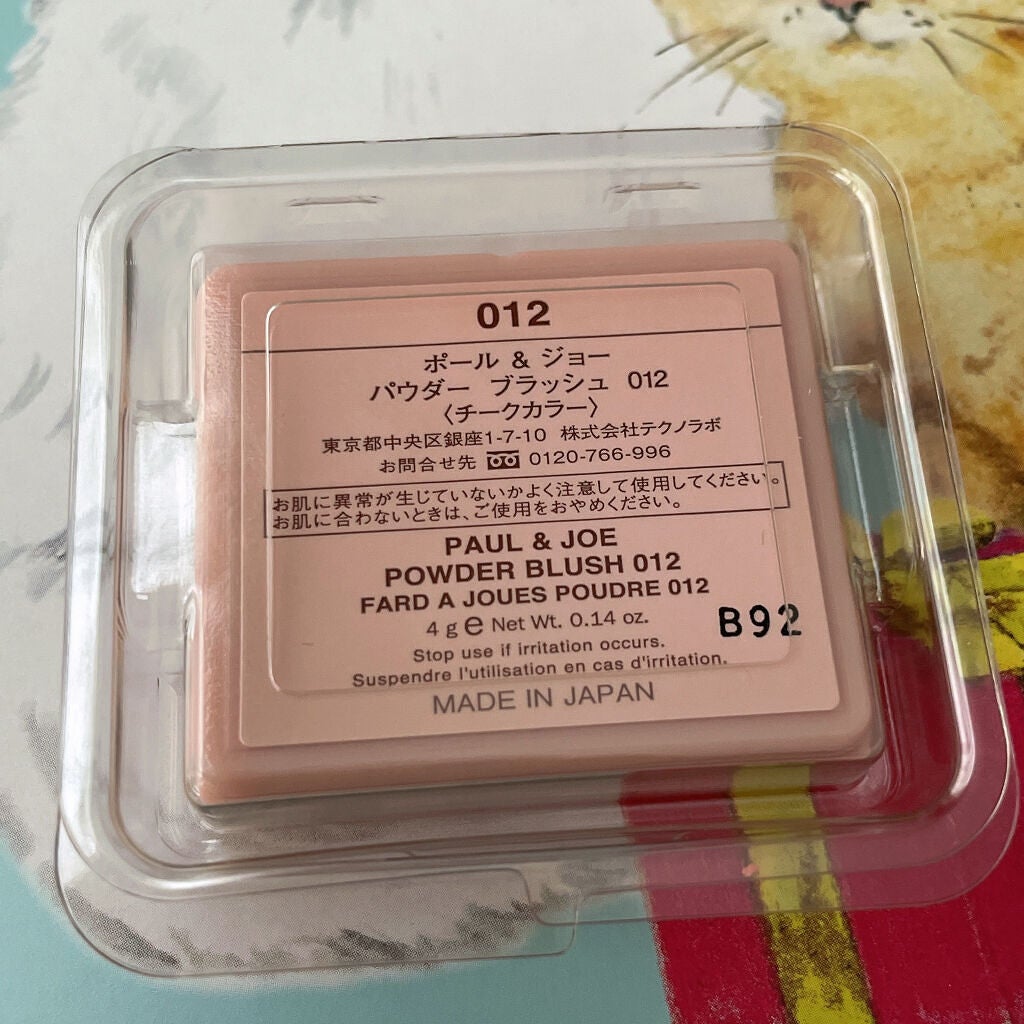 012
ポール & ジョー
パウダー ブラッシュ 012
〈チークカラー〉
東京都中央区銀座1-7-10 株式会社テクノラボ
お問合せ先 0120-766-996
お肌に異常が生じていないかよく注意して使用してください。
お肌に合わないときは、ご使用をおやめください。
PAUL & JOE
POWDER BLUSH 012
FARD A JOUES POUDRE 012
4 g e Net Wt. 0.14 oz.
B92
Stop use if irritation occurs.
Suspendre l'utilisation en cas d'irritation.
MADE IN JAPAN